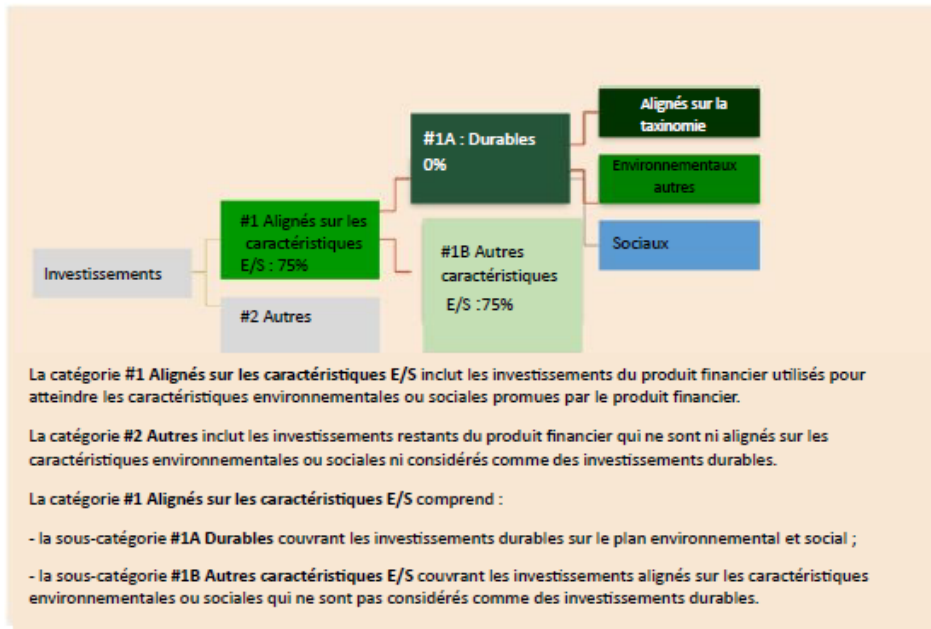 Investissements
#1 Alignés sur les
caractéristiques
E/S : 75%
#2 Autres
#1A : Durables
0%
#1B Autres
caractéristiques
E/S :75%
Alignés sur la
taxinomie
Environnementaux
autres
Sociaux
La catégorie #1 Alignés sur les caractéristiques E/S inclut les investissements du produit financier utilisés pour
atteindre les caractéristiques environnementales ou sociales promues par le produit financier.
La catégorie #2 Autres inclut les investissements restants du produit financier qui ne sont ni alignés sur les
caractéristiques environnementales ou sociales ni considérés comme des investissements durables.
La catégorie #1 Alignés sur les caractéristiques E/S comprend :
- la sous-catégorie #1A Durables couvrant les investissements durables sur le plan environnemental et social ;
- la sous-catégorie #1B Autres caractéristiques E/S couvrant les investissements alignés sur les caractéristiques
environnementales ou sociales qui ne sont pas considérés comme des investissements durables.